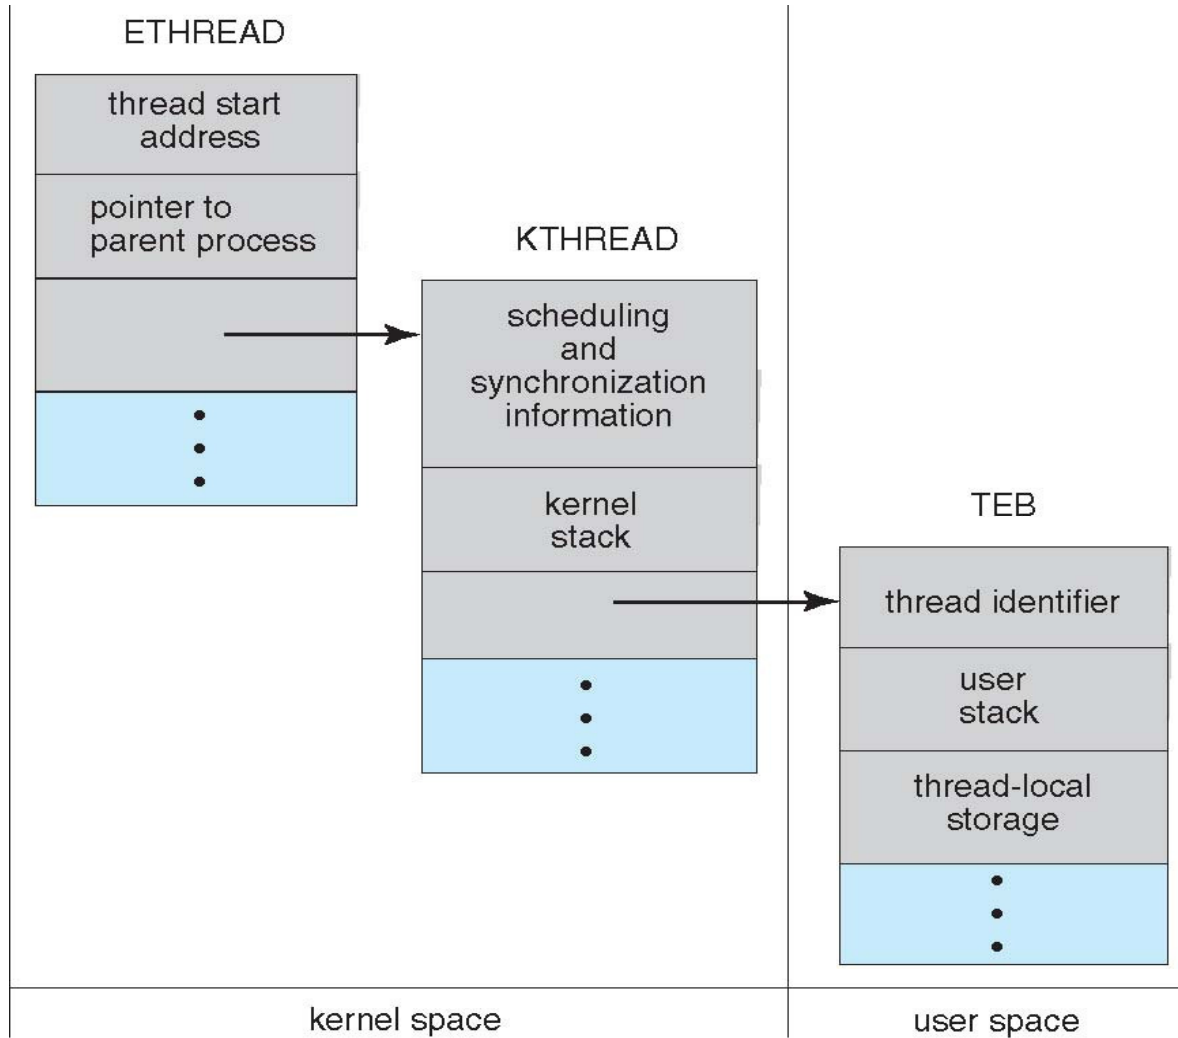 ETHREAD
thread start
address
pointer to
parent process
KTHREAD
scheduling
and
synchronization
information
kernel
stack
TEB
thread identifier
user
stack
thread-local
storage
kernel space
user space